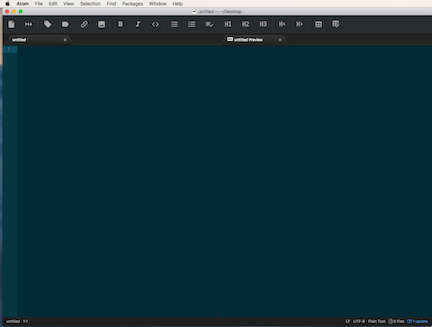 Atom File Edit View Selection Find Packages Window Help
untitled — ~/Desktop
B I <> H1 H2 H3 H< H>
untitled × untitled Preview ×
1
untitled 1:1 LF UTF-8 Plain Text 0 files 1 update